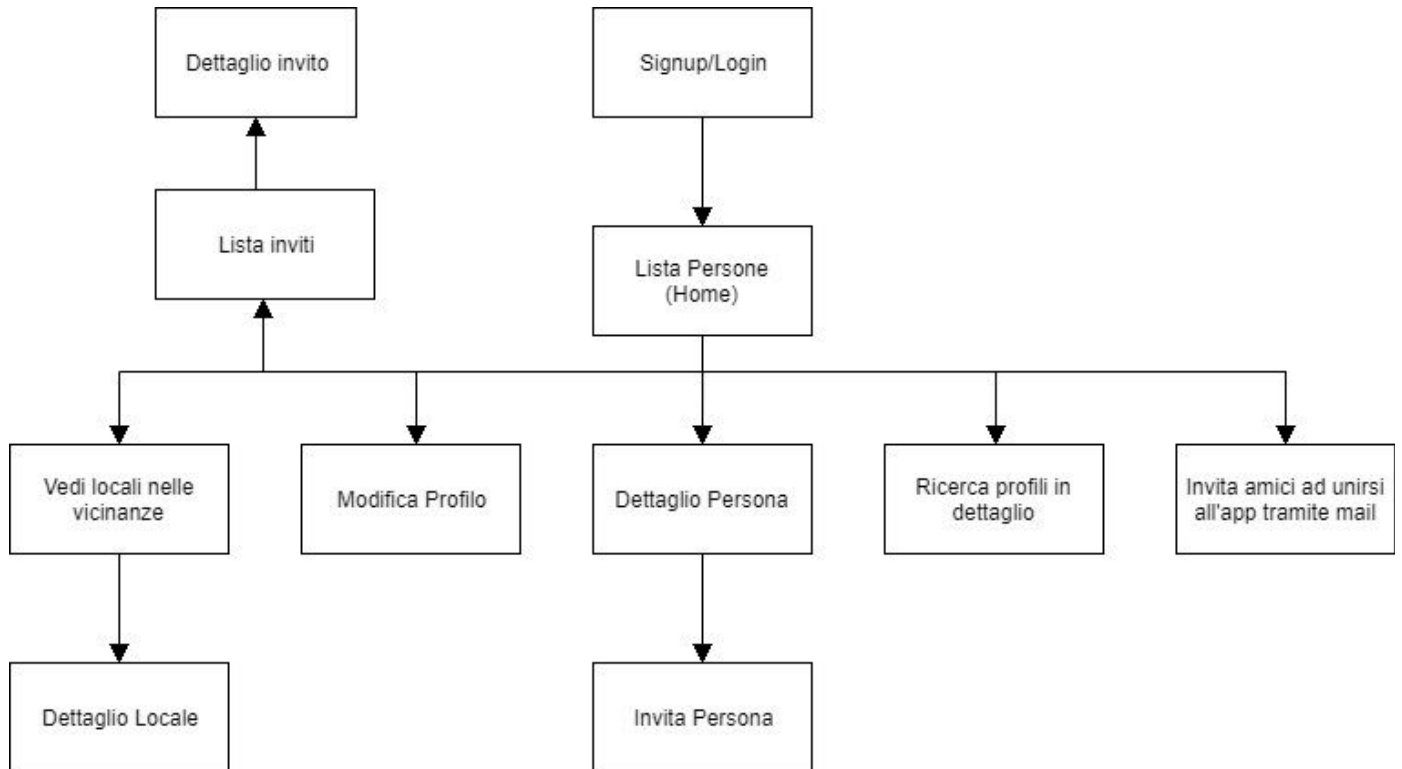 Dettaglio invito
Signup/Login
Lista inviti
Lista Persone
(Home)
Vedi locali nelle
vicinanze
Modifica Profilo
Dettaglio Persona
Ricerca profili in
dettaglio
Invita amici ad unirsi
all'app tramite mail
Dettaglio Locale
Invita Persona